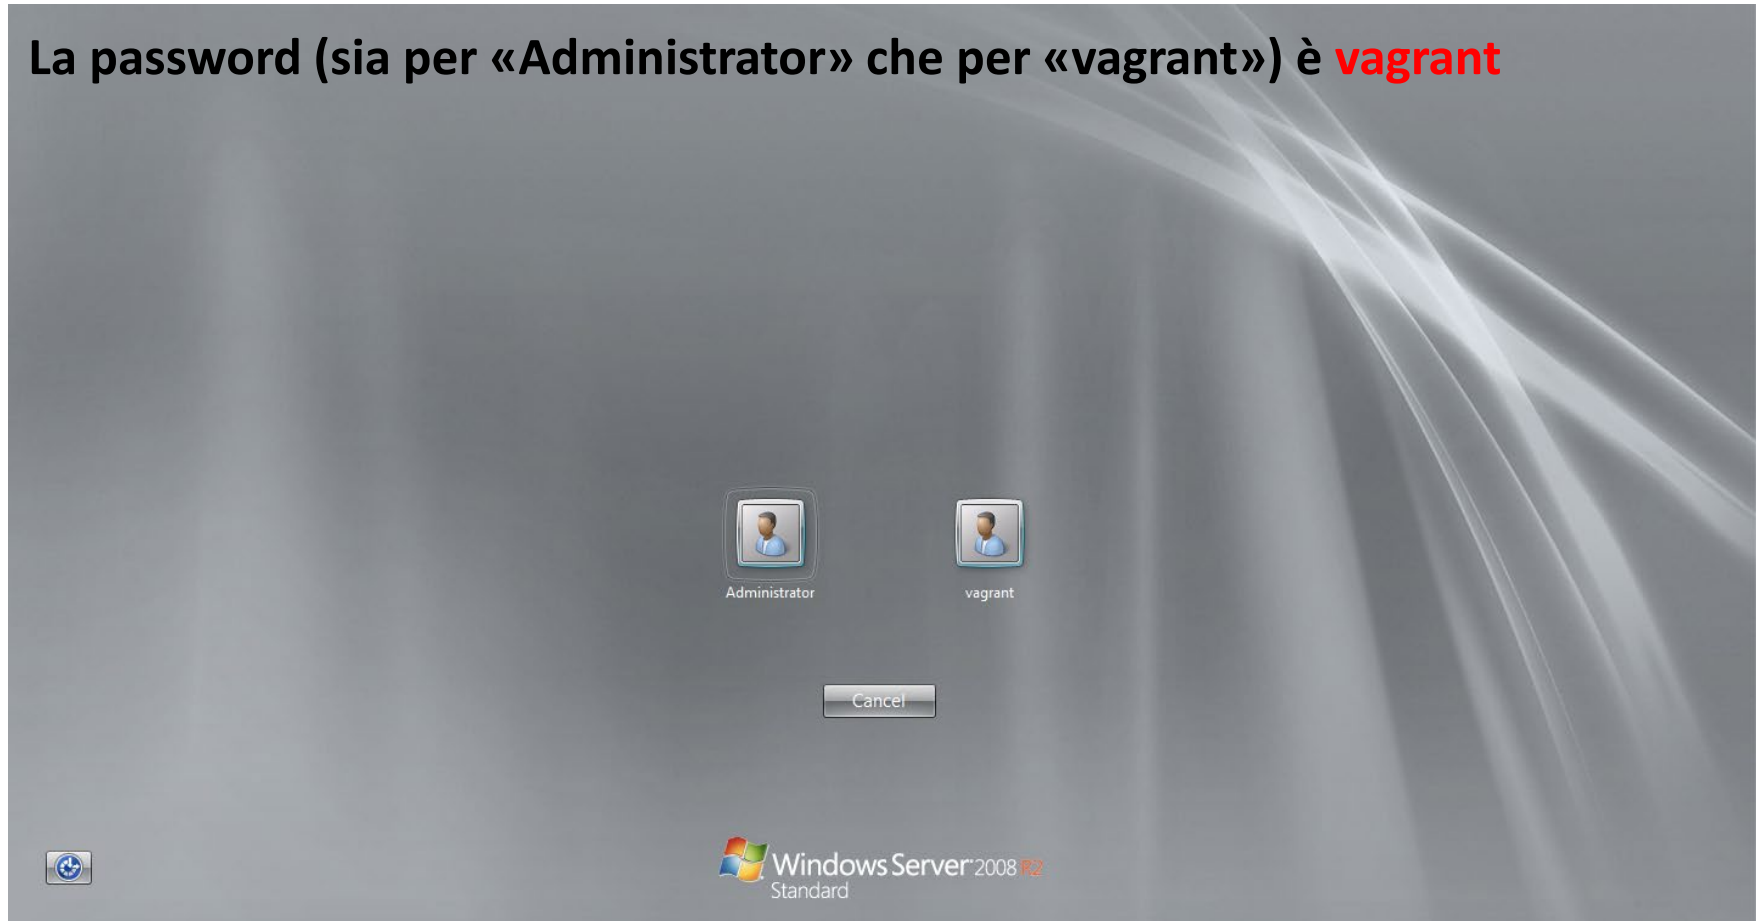 La password (sia per «Administrator» che per «vagrant») è vagrant
Administrator
vagrant
Cancel
Windows Server 2008 R2
Standard